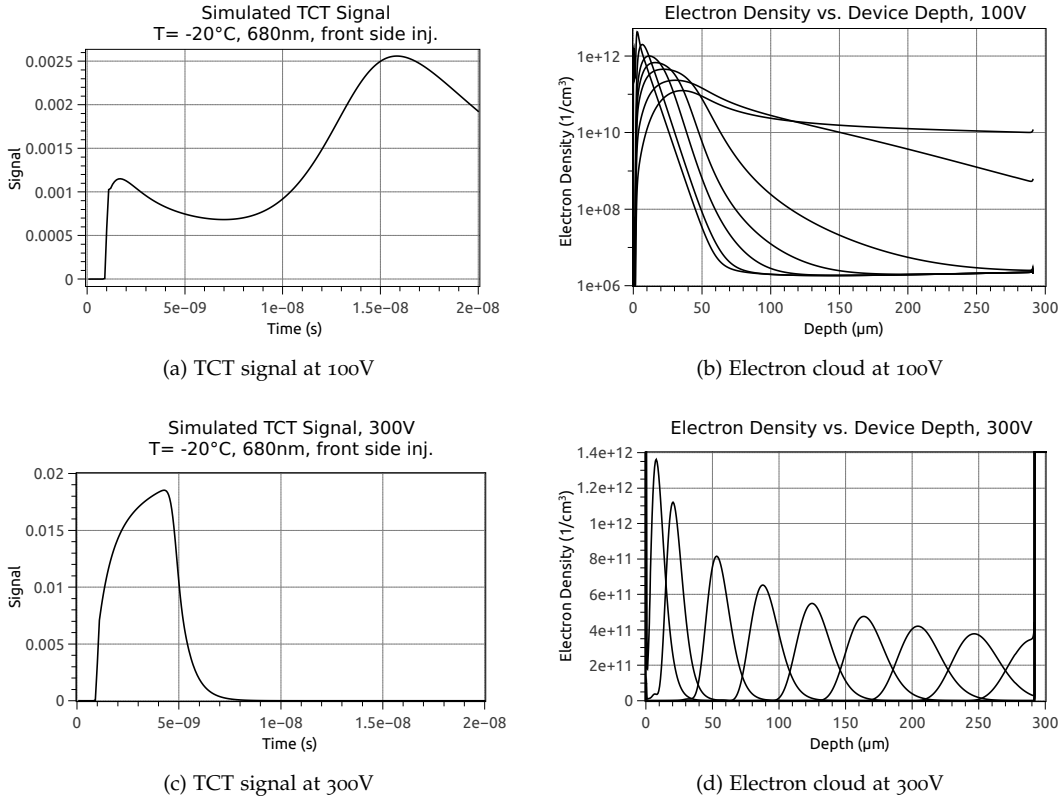 Simulated TCT Signal
T= -20°C, 680nm, front side inj.
0.0025
0.002
0.0015
0.001
0.0005
0
Signal
0 5e-09 1e-08 1.5e-08 2e-08
Time (s)
(a) TCT signal at 100V
Electron Density vs. Device Depth, 100V
1e+12
1e+10
1e+08
1e+06
Electron Density (1/cm³)
0 50 100 150 200 250 300
Depth (µm)
(b) Electron cloud at 100V
Simulated TCT Signal, 300V
T= -20°C, 680nm, front side inj.
0.02
0.015
0.01
0.005
0
Signal
0 5e-09 1e-08 1.5e-08 2e-08
Time (s)
(c) TCT signal at 300V
Electron Density vs. Device Depth, 300V
1.4e+12
1.2e+12
1e+12
8e+11
6e+11
4e+11
2e+11
0
Electron Density (1/cm³)
0 50 100 150 200 250 300
Depth (µm)
(d) Electron cloud at 300V